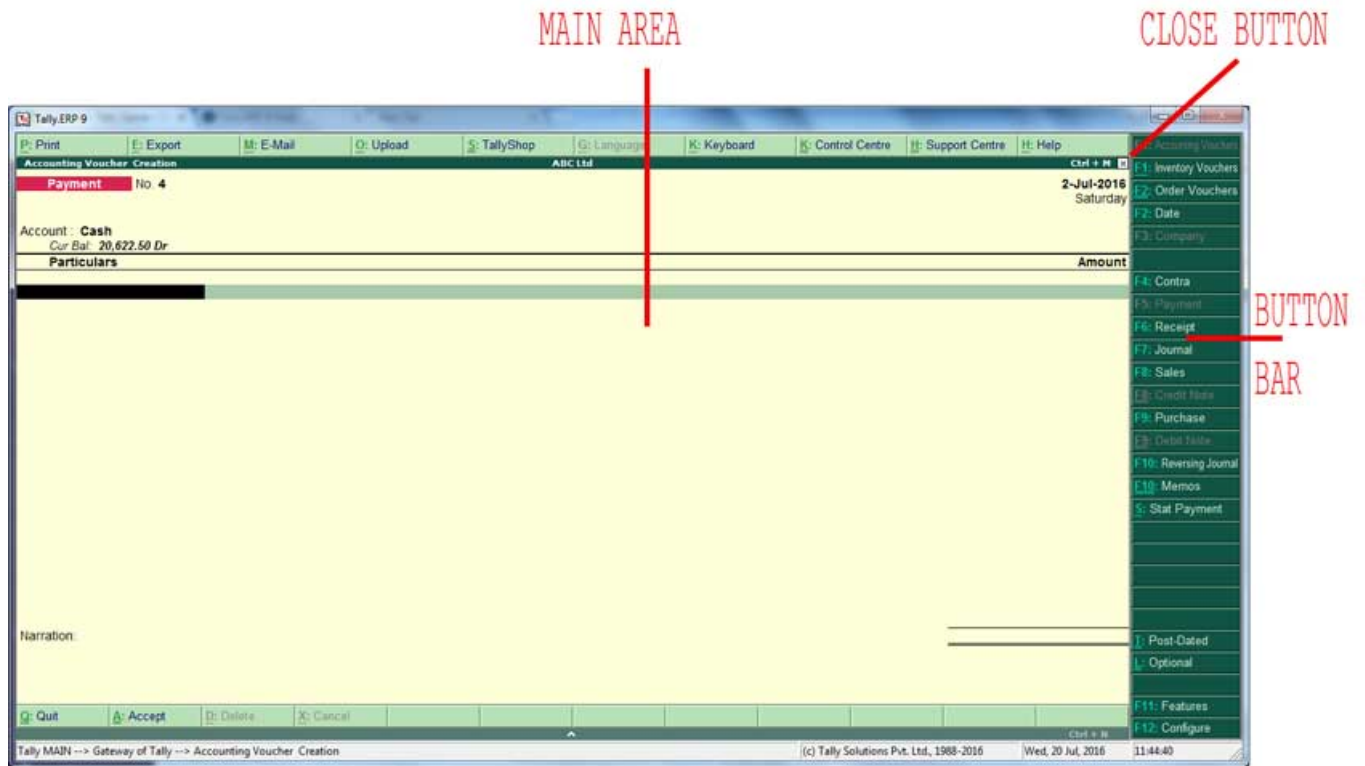 MAIN AREA
CLOSE BUTTON
Tally.ERP 9
P: Print E: Export M: E-Mail O: Upload S: TallyShop G: Language K: Keyboard K: Control Centre H: Support Centre H: Help
Accounting Voucher Creation ABC Ltd Ctrl + M
Payment No. 4 2-Jul-2016
Saturday
Account : Cash
Cur Bal: 20,622.50 Dr
Particulars Amount
Narration:
Q: Quit A: Accept D: Delete X: Cancel
Ctrl + N
Tally MAIN --> Gateway of Tally --> Accounting Voucher Creation (c) Tally Solutions Pvt. Ltd., 1988-2016 Wed, 20 Jul, 2016 11:44:40
Accounting Vouchers
F1: Inventory Vouchers
F2: Order Vouchers
F2: Date
F3: Company
F4: Contra
F5: Payment
F6: Receipt
F7: Journal
F8: Sales
F8: Credit Note
F9: Purchase
F9: Debit Note
F10: Reversing Journal
F10: Memos
S: Stat Payment
T: Post-Dated
L: Optional
F11: Features
F12: Configure
BUTTON
BAR